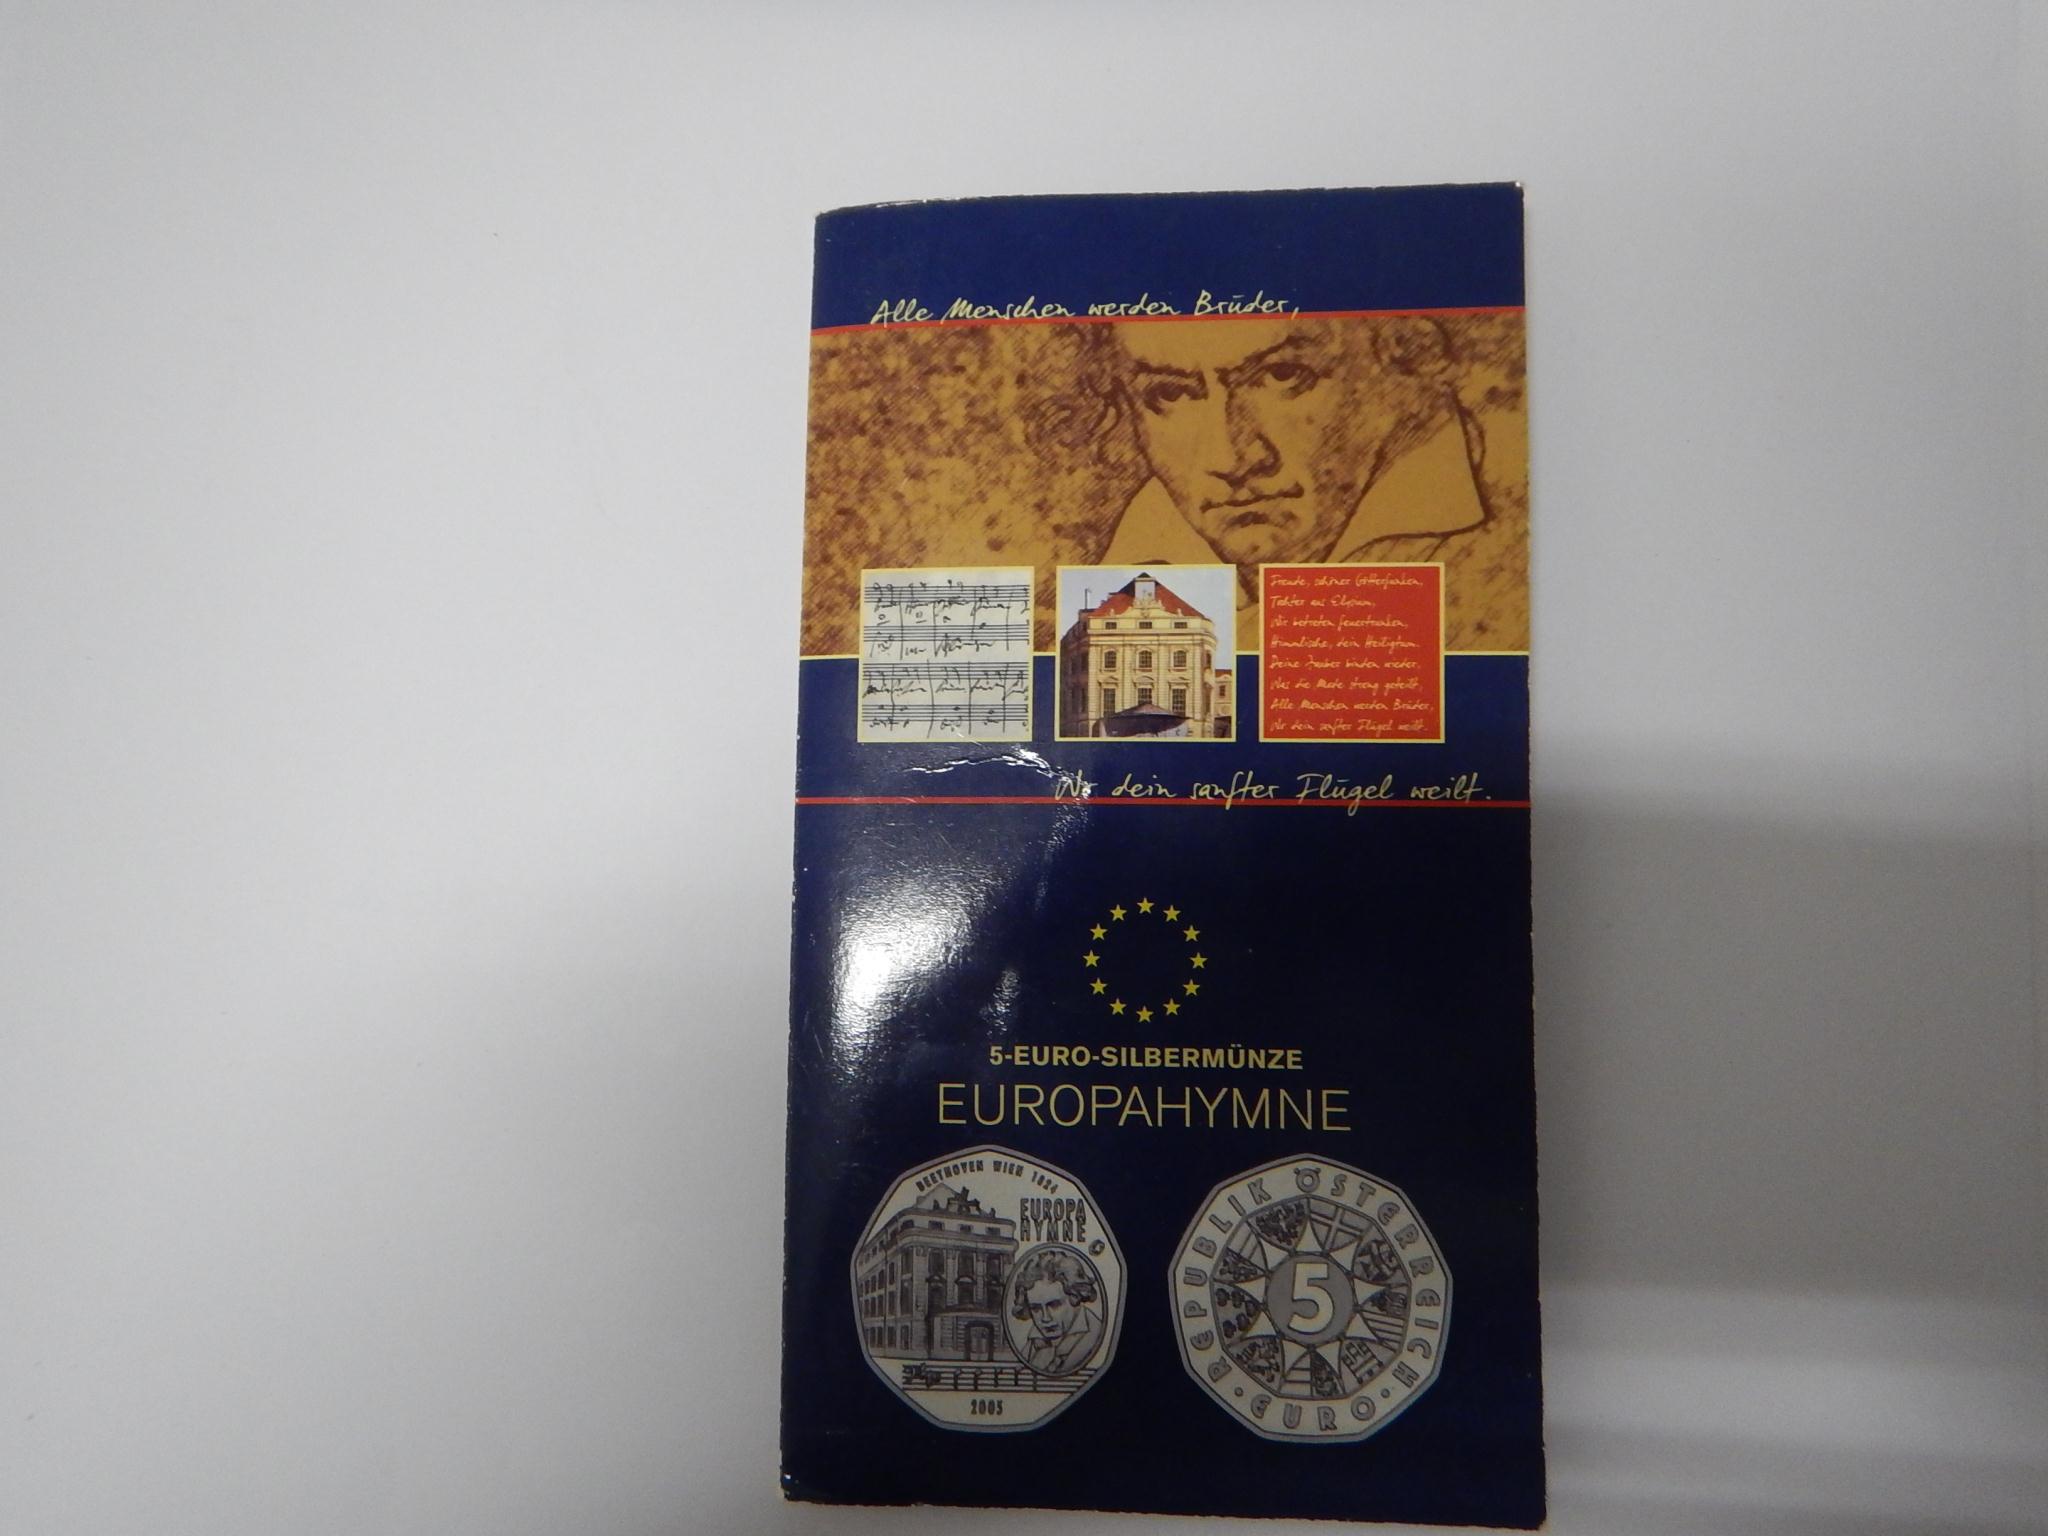 Alle Menschen werden Brüder,
Freude, schöner Götterfunken,
Tochter aus Elysium,
Wir betreten feuertrunken,
Himmlische, dein Heiligtum.
Deine Zauber binden wieder,
Was die Mode streng geteilt,
Alle Menschen werden Brüder,
Wo dein sanfter Flügel weilt.
Wo dein sanfter Flügel weilt.
5-EURO-SILBERMÜNZE
EUROPAHYMNE
BEETHOVEN WIEN 1824
EUROPA
HYMNE
2005
REPUBLIK ÖSTERREICH
5
EURO